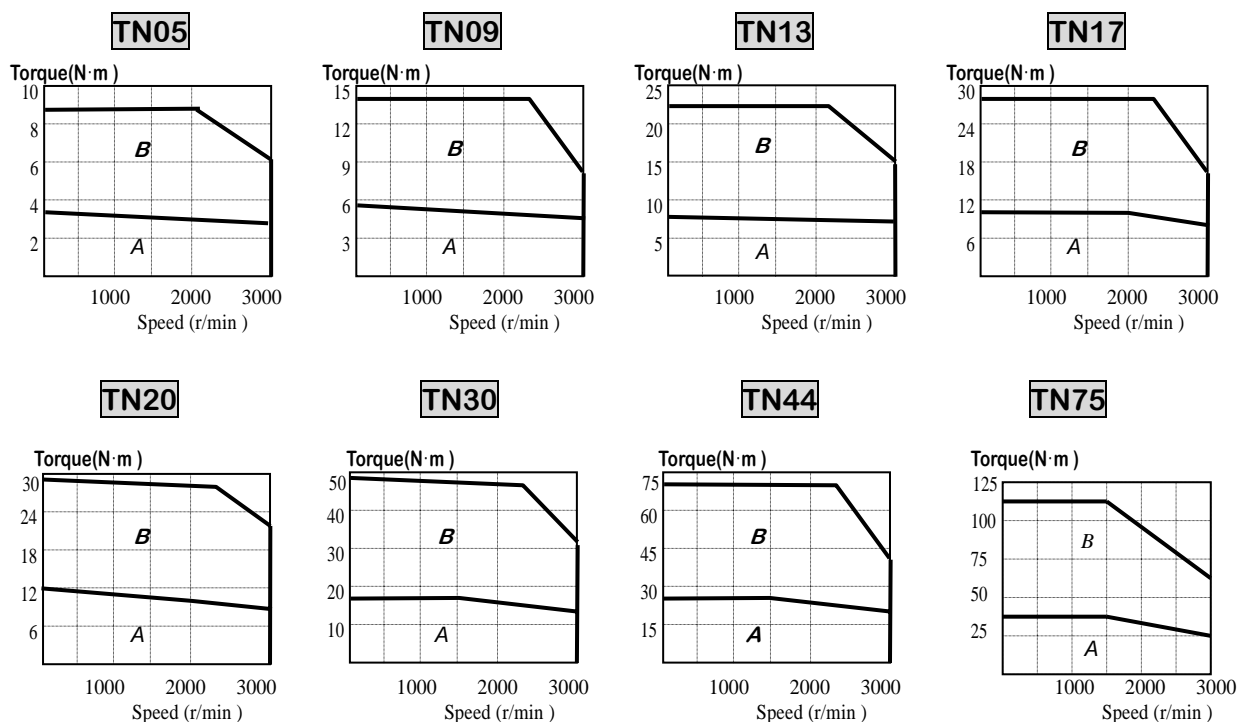 TN05 TN09 TN13 TN17
Torque(N·m ) Torque(N·m ) Torque(N·m ) Torque(N·m )
10 15 25 30
8 12 20 24
B B B B
6 9 15 18
4 6 10 12
2 3 5 6
A A A A
1000 2000 3000 1000 2000 3000 1000 2000 3000 1000 2000 3000
Speed (r/min ) Speed (r/min ) Speed (r/min ) Speed (r/min )
TN20 TN30 TN44 TN75
Torque(N·m ) Torque(N·m ) Torque(N·m ) Torque(N·m )
30 50 75 125
24 40 60 100
B B B B
18 30 45 75
12 20 30 50
6 10 15 25
A A A A
1000 2000 3000 1000 2000 3000 1000 2000 3000 1000 2000 3000
Speed (r/min ) Speed (r/min ) Speed (r/min ) Speed (r/min )